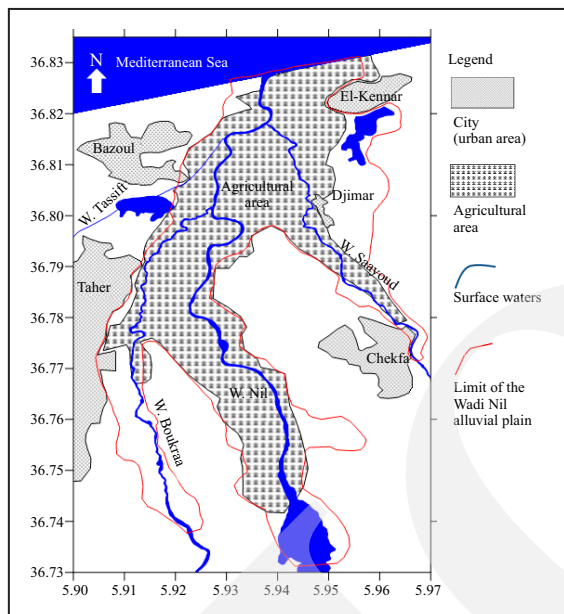 N
Mediterranean Sea
El-Kennar
Bazoul
W. Tassift
Agricultural
area
Djimar
W. Saayoud
Taher
Chekfa
W. Nil
W. Boukraa
36.83
36.82
36.81
36.80
36.79
36.78
36.77
36.76
36.75
36.74
36.73
5.90
5.91
5.92
5.93
5.94
5.95
5.96
5.97
Legend
City
(urban area)
Agricultural
area
Surface waters
Limit of the
Wadi Nil
alluvial plain